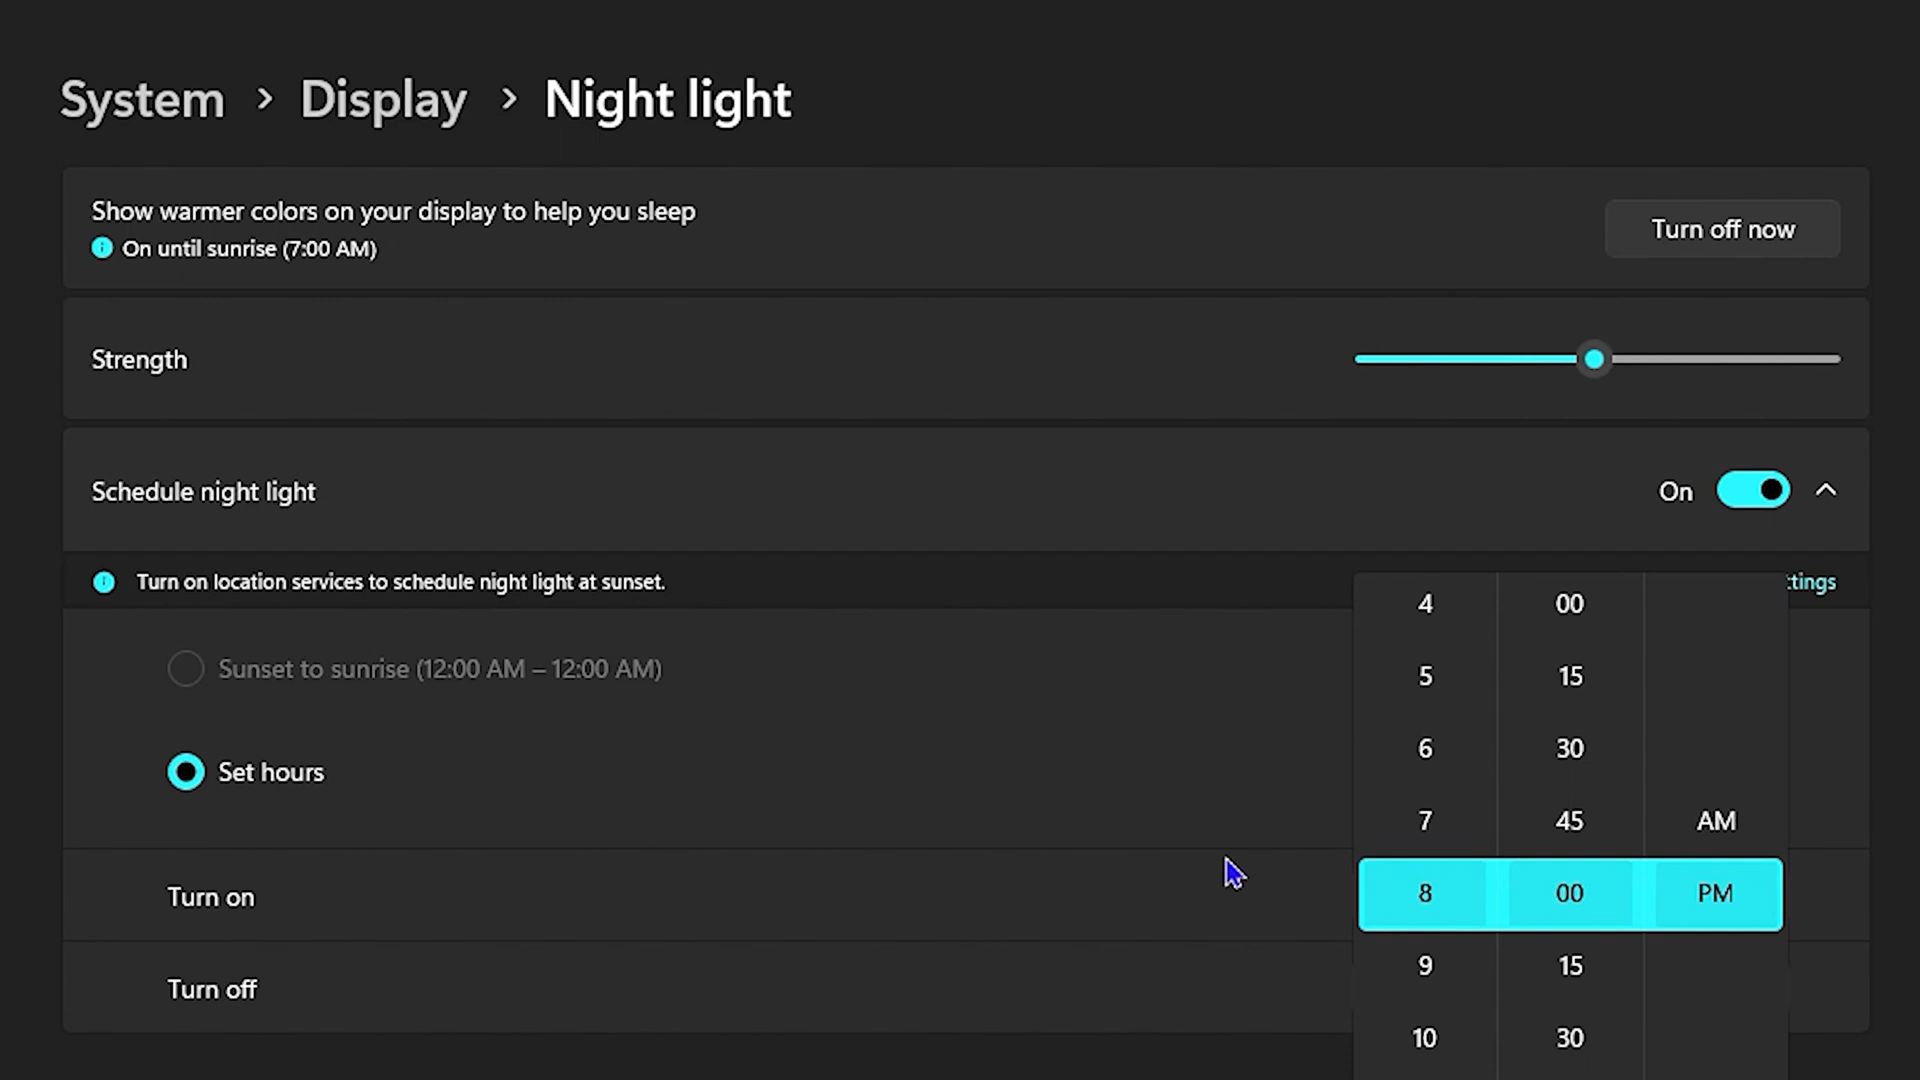 System > Display > Night light
Show warmer colors on your display to help you sleep
On until sunrise (7:00 AM)
Turn off now
Strength
Schedule night light
On
Turn on location services to schedule night light at sunset.
ttings
Sunset to sunrise (12:00 AM – 12:00 AM)
Set hours
Turn on
Turn off
4 00
5 15
6 30
7 45 AM
8 00 PM
9 15
10 30